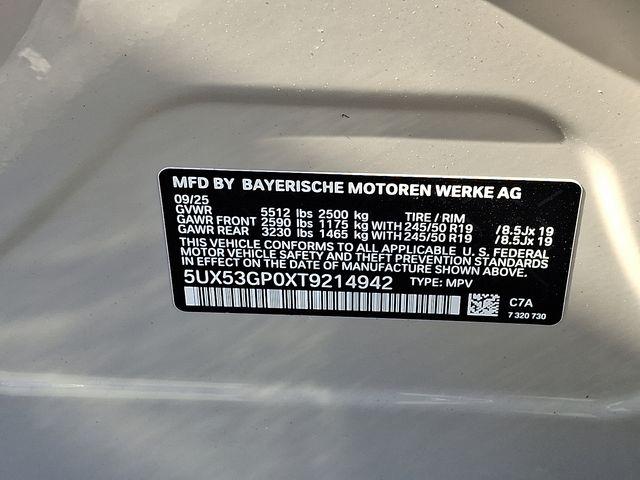 MFD BY BAYERISCHE MOTOREN WERKE AG
09/25
GVWR 5512 lbs 2500 kg TIRE / RIM
GAWR FRONT 2590 lbs 1175 kg WITH 245/50 R19 /8.5Jx 19
GAWR REAR 3230 lbs 1465 kg WITH 245/50 R19 /8.5Jx 19
THIS VEHICLE CONFORMS TO ALL APPLICABLE U. S. FEDERAL
MOTOR VEHICLE SAFETY AND THEFT PREVENTION STANDARDS
IN EFFECT ON THE DATE OF MANUFACTURE SHOWN ABOVE.
5UX53GP0XT9214942 TYPE: MPV
C7A
7 320 730